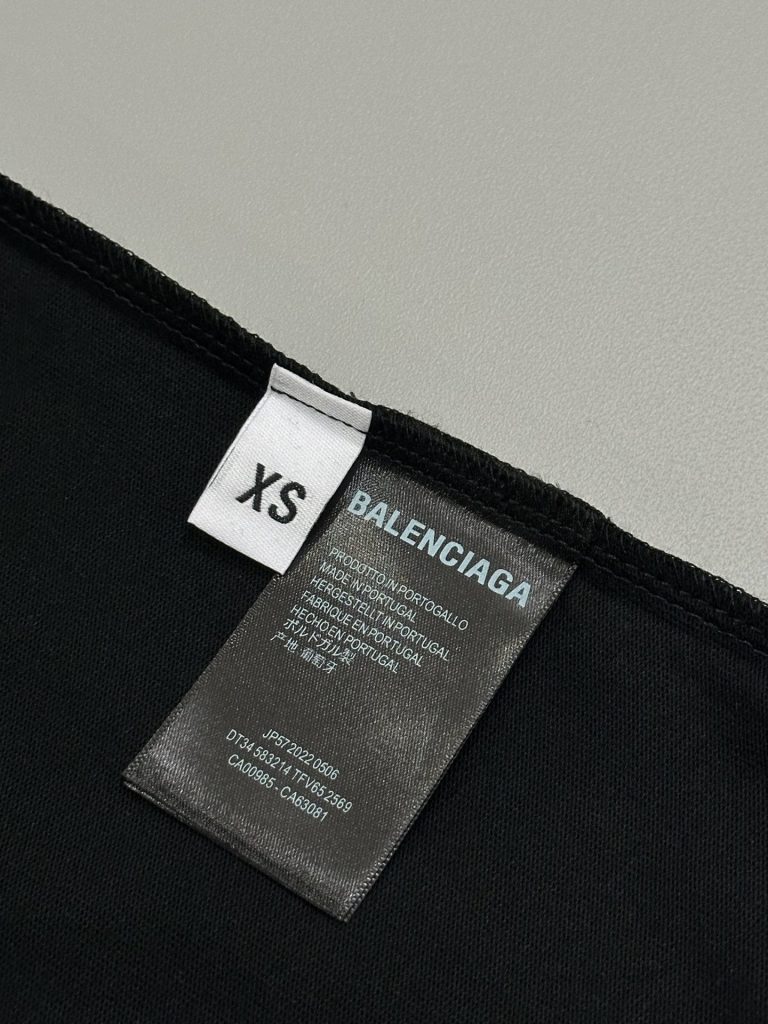 XS
BALENCIAGA
PRODOTTO IN PORTOGALLO
MADE IN PORTUGAL
HERGESTELLT IN PORTUGAL
FABRIQUE EN PORTUGAL
HECHO EN PORTUGAL
ポルドガル製
产地 葡萄牙
JP57 2022 0506
DT34 583214 TFV65 2569
CA00985 - CA63081